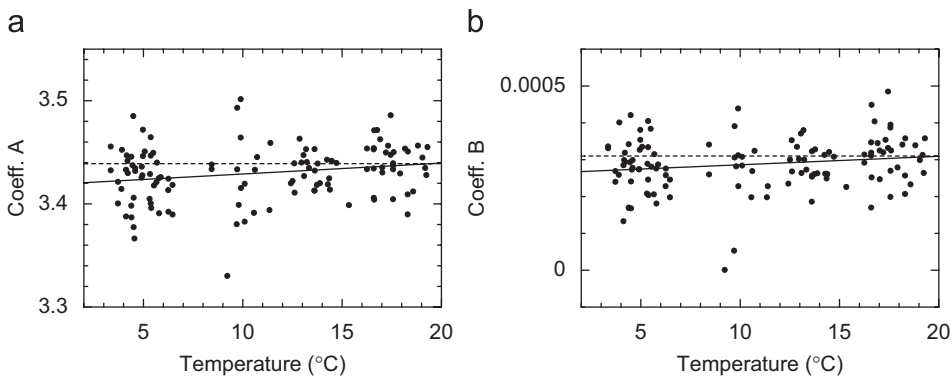 a
3.5
3.4
3.3
Coeff. A
5 10 15 20
Temperature (°C)
b
0.0005
0
Coeff. B
5 10 15 20
Temperature (°C)